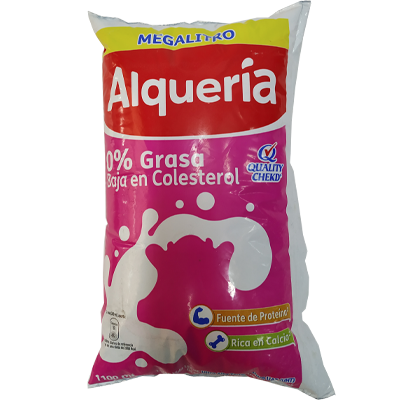 MEGALITRO
Alquería
0% Grasa
Baja en Colesterol
QUALITY
CHEKD
Fuente de Proteína
Rica en Calcio